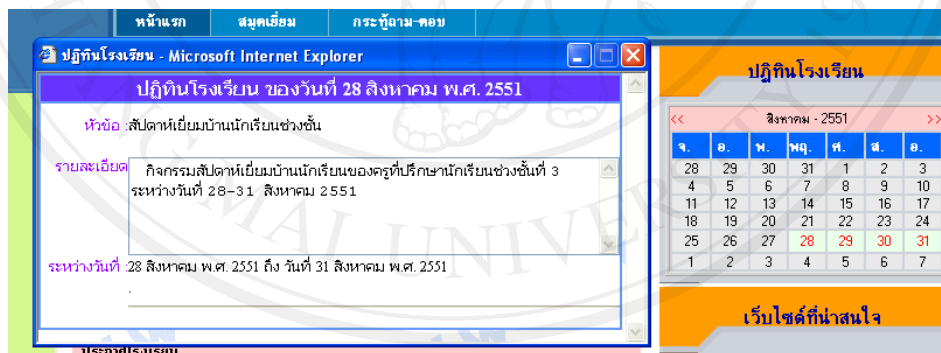 หน้าแรก สมุดเยี่ยม กระทู้ถาม-ตอบ
ปฏิทินโรงเรียน - Microsoft Internet Explorer
ปฏิทินโรงเรียน ของวันที่ 28 สิงหาคม พ.ศ. 2551
หัวข้อ :สัปดาห์เยี่ยมบ้านนักเรียนช่วงชั้น
รายละเอียด กิจกรรมสัปดาห์เยี่ยมบ้านนักเรียนของครูที่ปรึกษานักเรียนช่วงชั้นที่ 3
ระหว่างวันที่ 28-31 สิงหาคม 2551
ระหว่างวันที่ :28 สิงหาคม พ.ศ. 2551 ถึง วันที่ 31 สิงหาคม พ.ศ. 2551
.
ปฏิทินโรงเรียน
<< สิงหาคม - 2551 >>
จ. อ. พ. พฤ. ศ. ส. อ.
28 29 30 31 1 2 3
4 5 6 7 8 9 10
11 12 13 14 15 16 17
18 19 20 21 22 23 24
25 26 27 28 29 30 31
1 2 3 4 5 6 7
เว็บไซต์ที่น่าสนใจ
ประกาศโรงเรียน